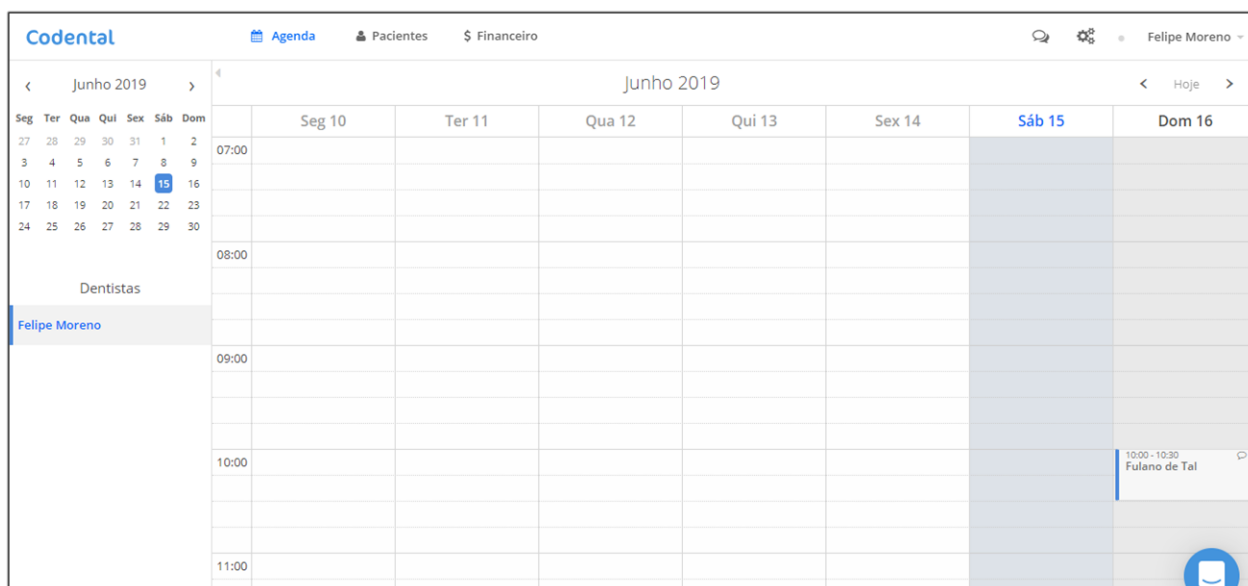 Codental Agenda Pacientes $ Financeiro Felipe Moreno
Junho 2019
Seg Ter Qua Qui Sex Sáb Dom
27 28 29 30 31 1 2
3 4 5 6 7 8 9
10 11 12 13 14 15 16
17 18 19 20 21 22 23
24 25 26 27 28 29 30
Dentistas
Felipe Moreno
Junho 2019 Hoje
Seg 10 Ter 11 Qua 12 Qui 13 Sex 14 Sáb 15 Dom 16
07:00
08:00
09:00
10:00
10:00 - 10:30
Fulano de Tal
11:00